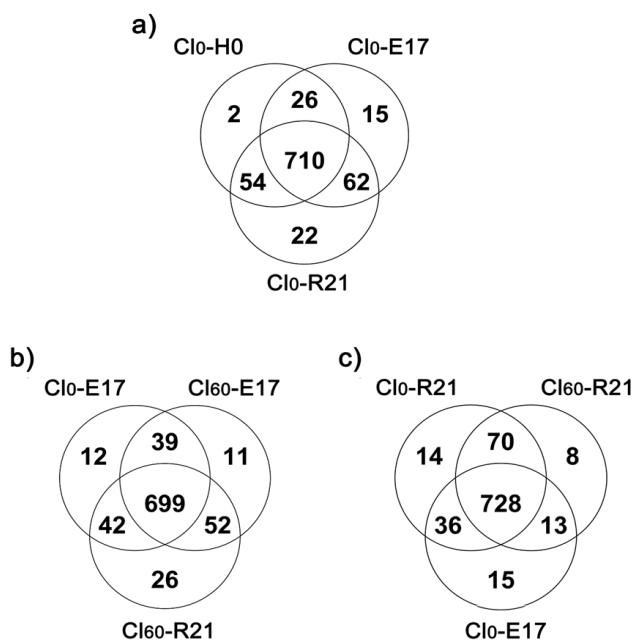 a)
Cl0-H0 Cl0-E17
2 26 15
710
54 62
22
Cl0-R21
b)
Cl0-E17 Cl60-E17
12 39 11
699
42 52
26
Cl60-R21
c)
Cl0-R21 Cl60-R21
14 70 8
728
36 13
15
Cl0-E17